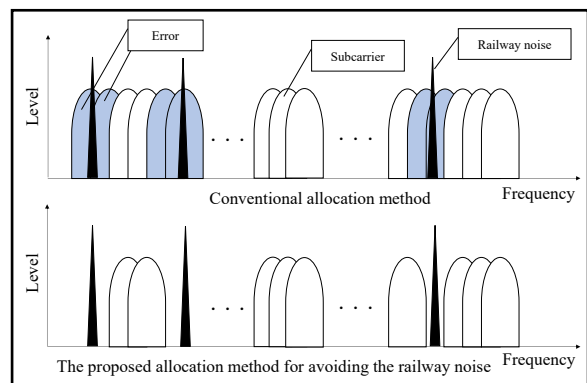 Error
Subcarrier
Railway noise
Level
. . .
. . .
Conventional allocation method
Frequency
Level
. . .
. . .
The proposed allocation method for avoiding the railway noise
Frequency